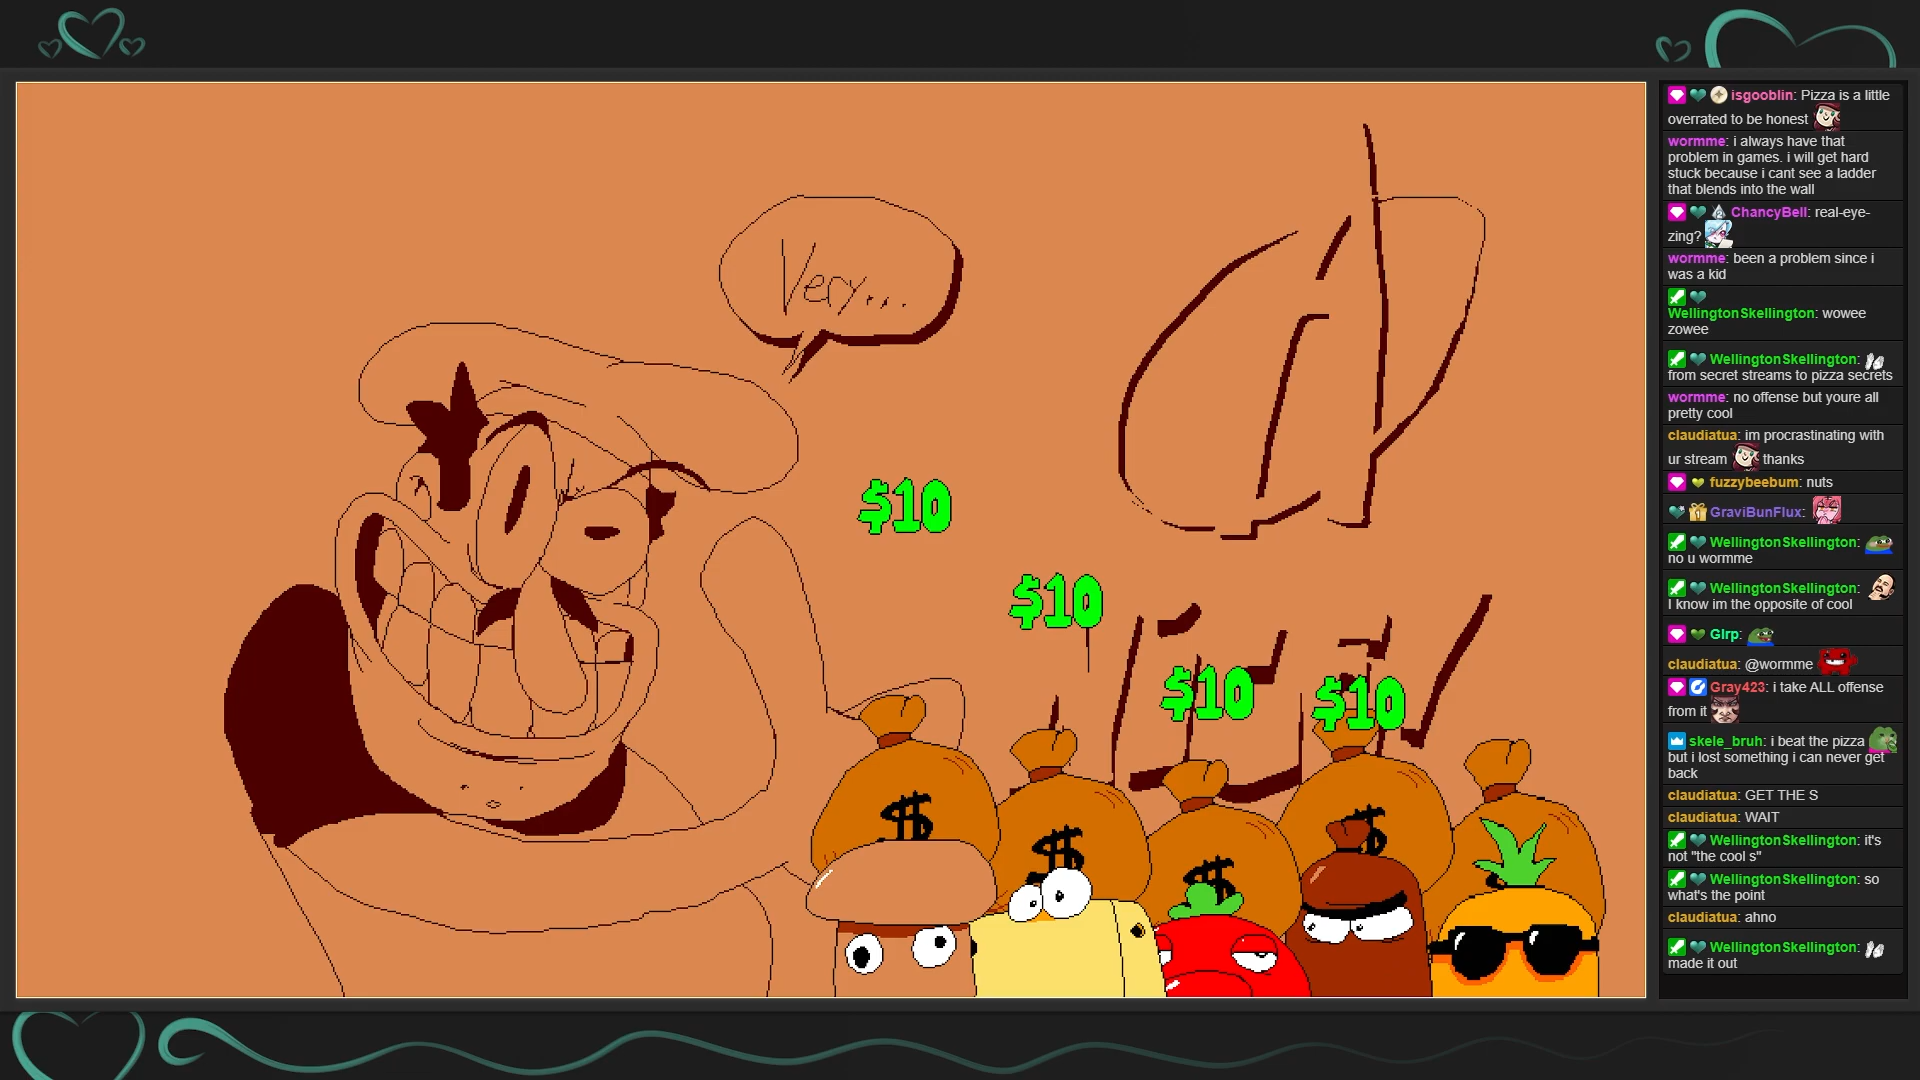 Very...
$10
$10
$10
$10
$
$
$
$
isgooblin: Pizza is a little
overrated to be honest
wormme: i always have that
problem in games. i will get hard
stuck because i cant see a ladder
that blends into the wall
ChancyBell: real-eye-
zing?
wormme: been a problem since i
was a kid
WellingtonSkellington: wowee
zowee
WellingtonSkellington:
from secret streams to pizza secrets
wormme: no offense but youre all
pretty cool
claudiatua: im procrastinating with
ur stream thanks
fuzzybeebum: nuts
GraviBunFlux:
WellingtonSkellington:
no u wormme
WellingtonSkellington:
I know im the opposite of cool
Glrp:
claudiatua: @wormme
Gray423: i take ALL offense
from it
skele_bruh: i beat the pizza
but i lost something i can never get
back
claudiatua: GET THE S
claudiatua: WAIT
WellingtonSkellington: it's
not "the cool s"
WellingtonSkellington: so
what's the point
claudiatua: ahno
WellingtonSkellington:
made it out